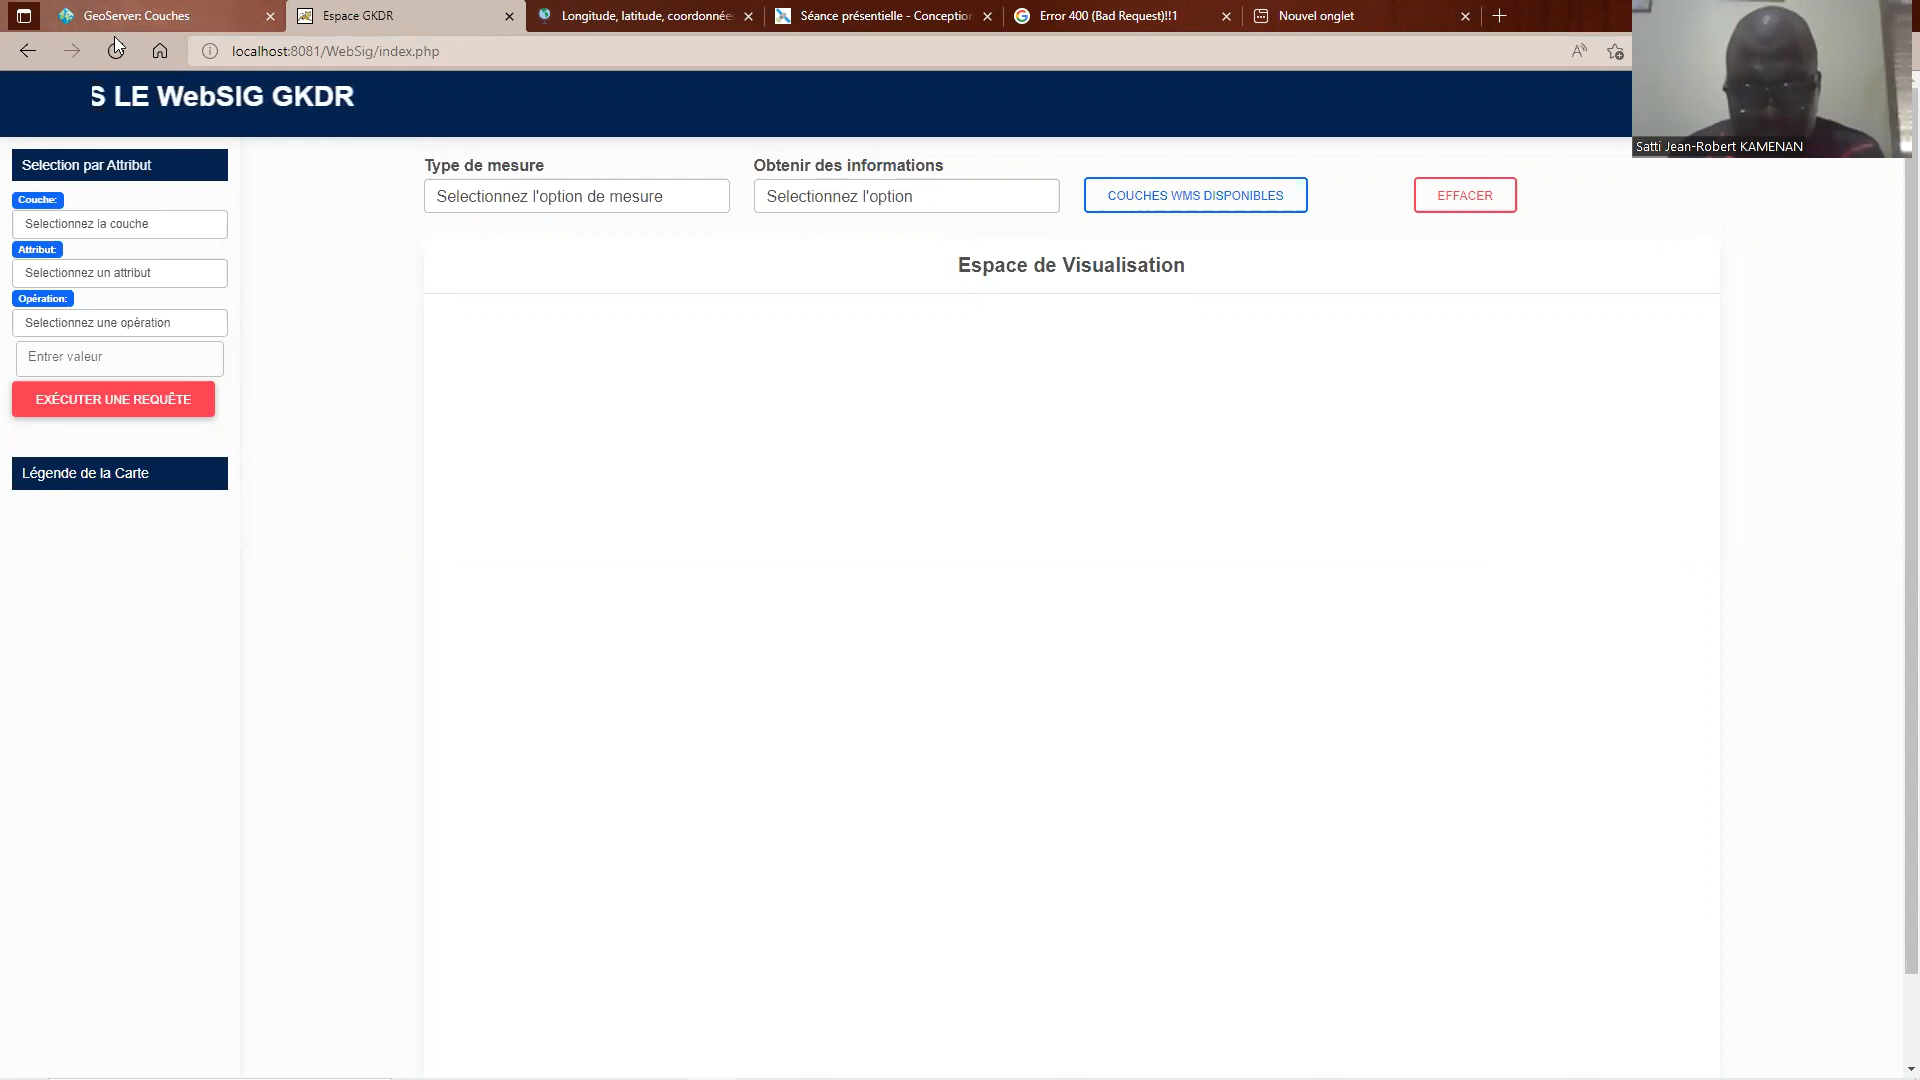 GeoServer: Couches
Espace GKDR
Longitude, latitude, coordonnée
Séance présentielle - Conception
Error 400 (Bad Request)!!1
Nouvel onglet
localhost:8081/WebSig/index.php
S LE WebSIG GKDR
Satti Jean-Robert KAMENAN
Selection par Attribut
Couche:
Selectionnez la couche
Attribut:
Selectionnez un attribut
Opération:
Selectionnez une opération
Entrer valeur
EXÉCUTER UNE REQUÊTE
Légende de la Carte
Type de mesure
Selectionnez l'option de mesure
Obtenir des informations
Selectionnez l'option
COUCHES WMS DISPONIBLES
EFFACER
Espace de Visualisation